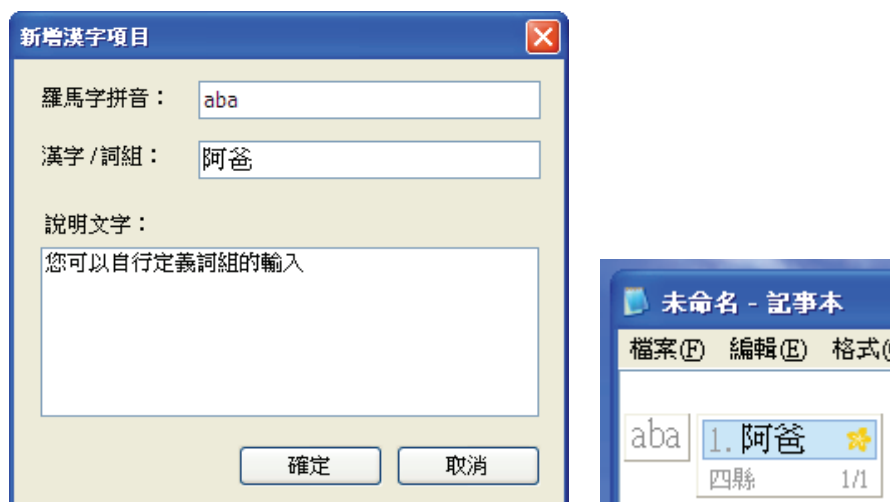 新增漢字項目
羅馬字拼音： aba
漢字/詞組： 阿爸
說明文字：
您可以自行定義詞組的輸入
確定 取消
未命名 - 記事本
檔案(F) 編輯(E) 格式(
aba 1. 阿爸
四縣 1/1